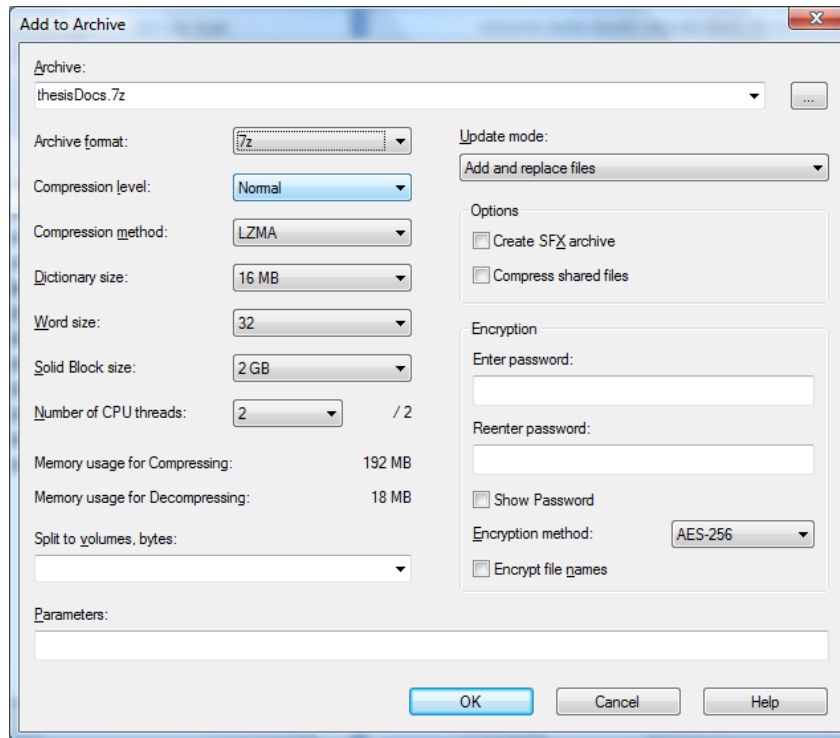 Add to Archive
Archive:
thesisDocs.7z
...
Archive format: 7z
Compression level: Normal
Compression method: LZMA
Dictionary size: 16 MB
Word size: 32
Solid Block size: 2 GB
Number of CPU threads: 2 / 2
Memory usage for Compressing: 192 MB
Memory usage for Decompressing: 18 MB
Split to volumes, bytes:
Update mode:
Add and replace files
Options
Create SFX archive
Compress shared files
Encryption
Enter password:
Reenter password:
Show Password
Encryption method: AES-256
Encrypt file names
Parameters:
OK Cancel Help